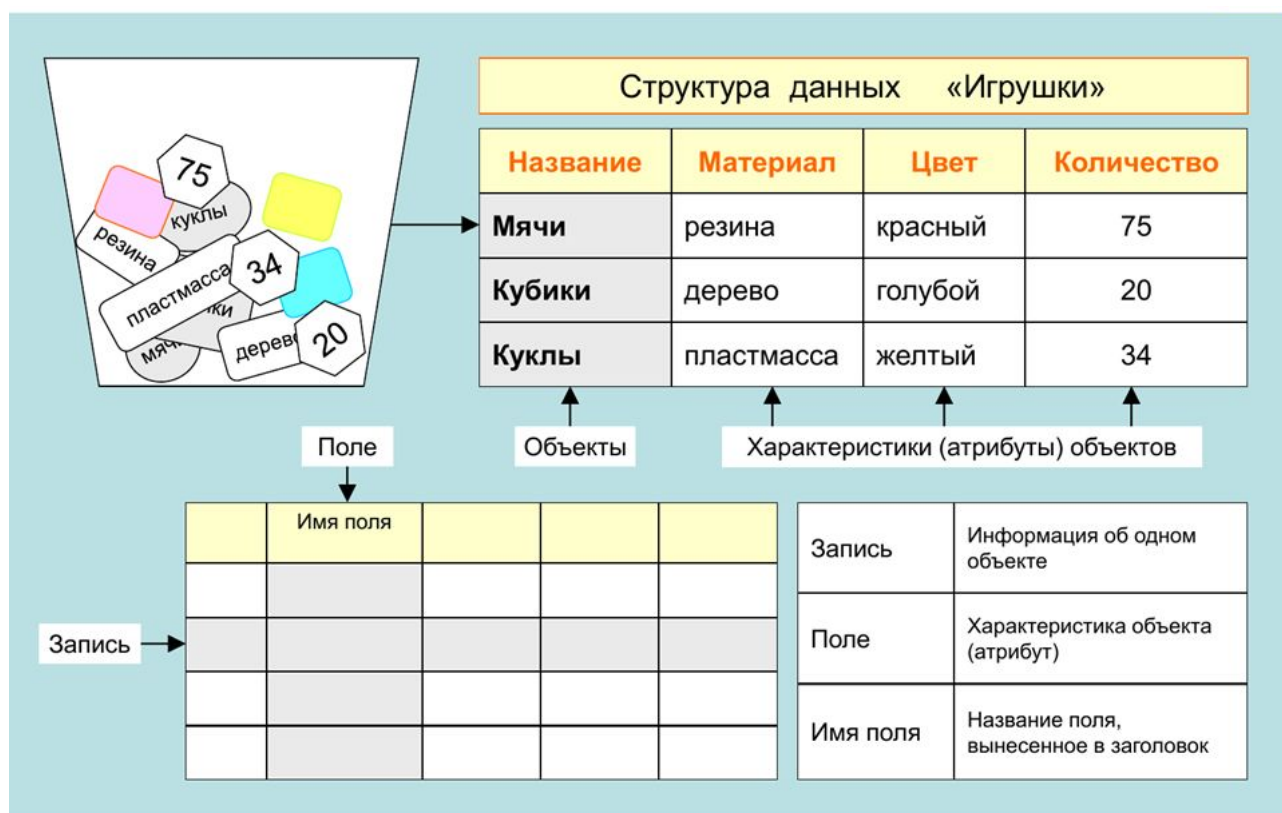 Структура данных «Игрушки»
Название Материал Цвет Количество
Мячи резина красный 75
Кубики дерево голубой 20
Куклы пластмасса желтый 34
75
куклы
резина
34
пластмасса
20
Объекты
Характеристики (атрибуты) объектов
Поле
Имя поля
Запись
Запись
Информация об одном
объекте
Поле
Характеристика объекта
(атрибут)
Имя поля
Название поля,
вынесенное в заголовок